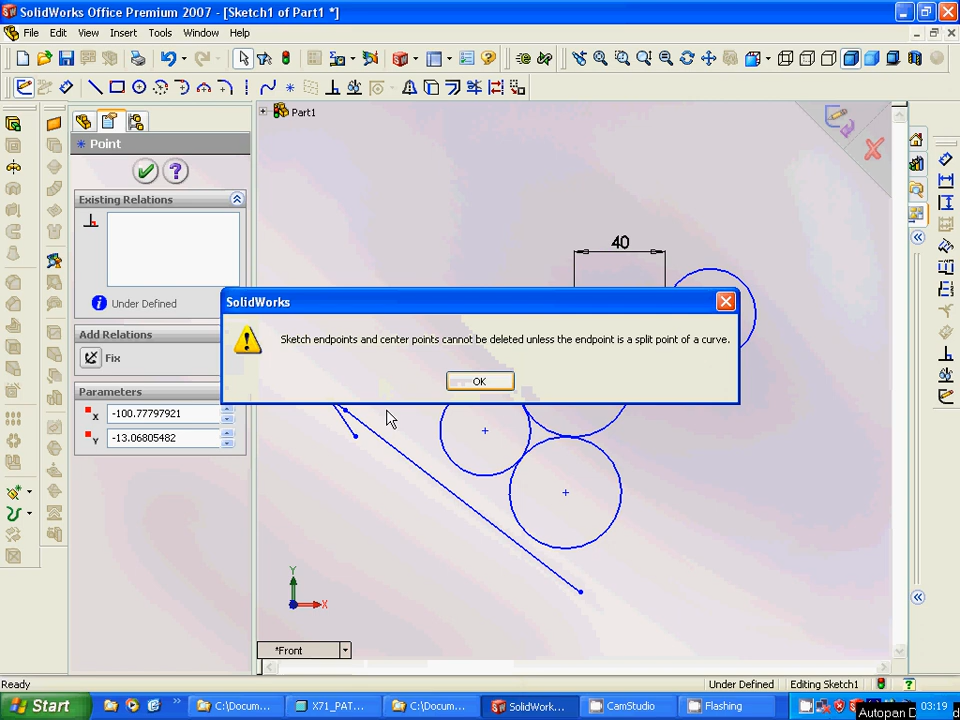 SolidWorks Office Premium 2007 - [Sketch1 of Part1 *]
File Edit View Insert Tools Window Help
Part1
Point
Existing Relations
Under Defined
Add Relations
Fix
Parameters
X -100.77797921
Y -13.06805482
40
SolidWorks
Sketch endpoints and center points cannot be deleted unless the endpoint is a split point of a curve.
OK
Y
X
*Front
Ready Under Defined Editing Sketch1
Start C:\Docum... X71_PAT... C:\Docum... SolidWork... CamStudio Flashing 03:19
Autopan D